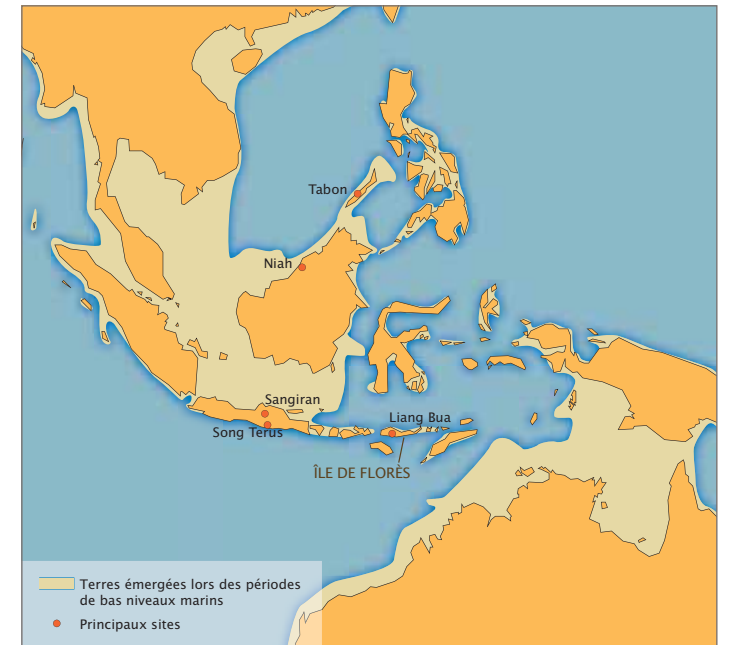 Tabon
Niah
Sangiran
Liang Bua
Song Terus
ÎLE DE FLORÈS
Terres émergées lors des périodes
de bas niveaux marins
Principaux sites